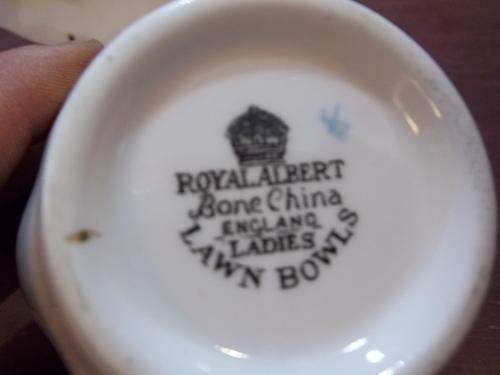 ROYAL ALBERT
Bone China
ENGLAND
LADIES
LAWN BOWLS